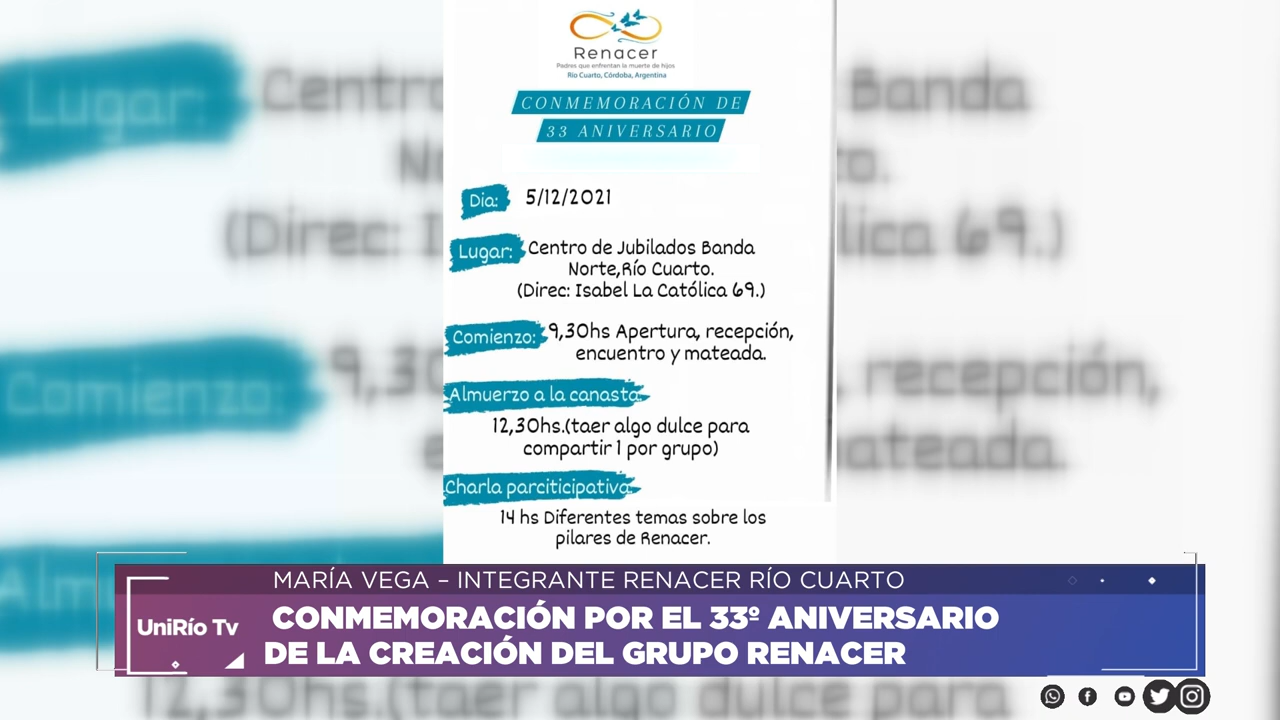 Renacer
Padres que enfrentan la muerte de hijos
Río Cuarto, Córdoba, Argentina
CONMEMORACIÓN DE
33 ANIVERSARIO
Dia: 5/12/2021
Lugar: Centro de Jubilados Banda
Norte,Río Cuarto.
(Direc: Isabel La Católica 69.)
Comienzo: 9,30hs Apertura, recepción,
encuentro y mateada.
Almuerzo a la canasta
12,30hs.(taer algo dulce para
compartir 1 por grupo)
Charla parciticipativa
14 hs Diferentes temas sobre los
pilares de Renacer.
MARÍA VEGA – INTEGRANTE RENACER RÍO CUARTO
UniRío Tv
CONMEMORACIÓN POR EL 33º ANIVERSARIO
DE LA CREACIÓN DEL GRUPO RENACER